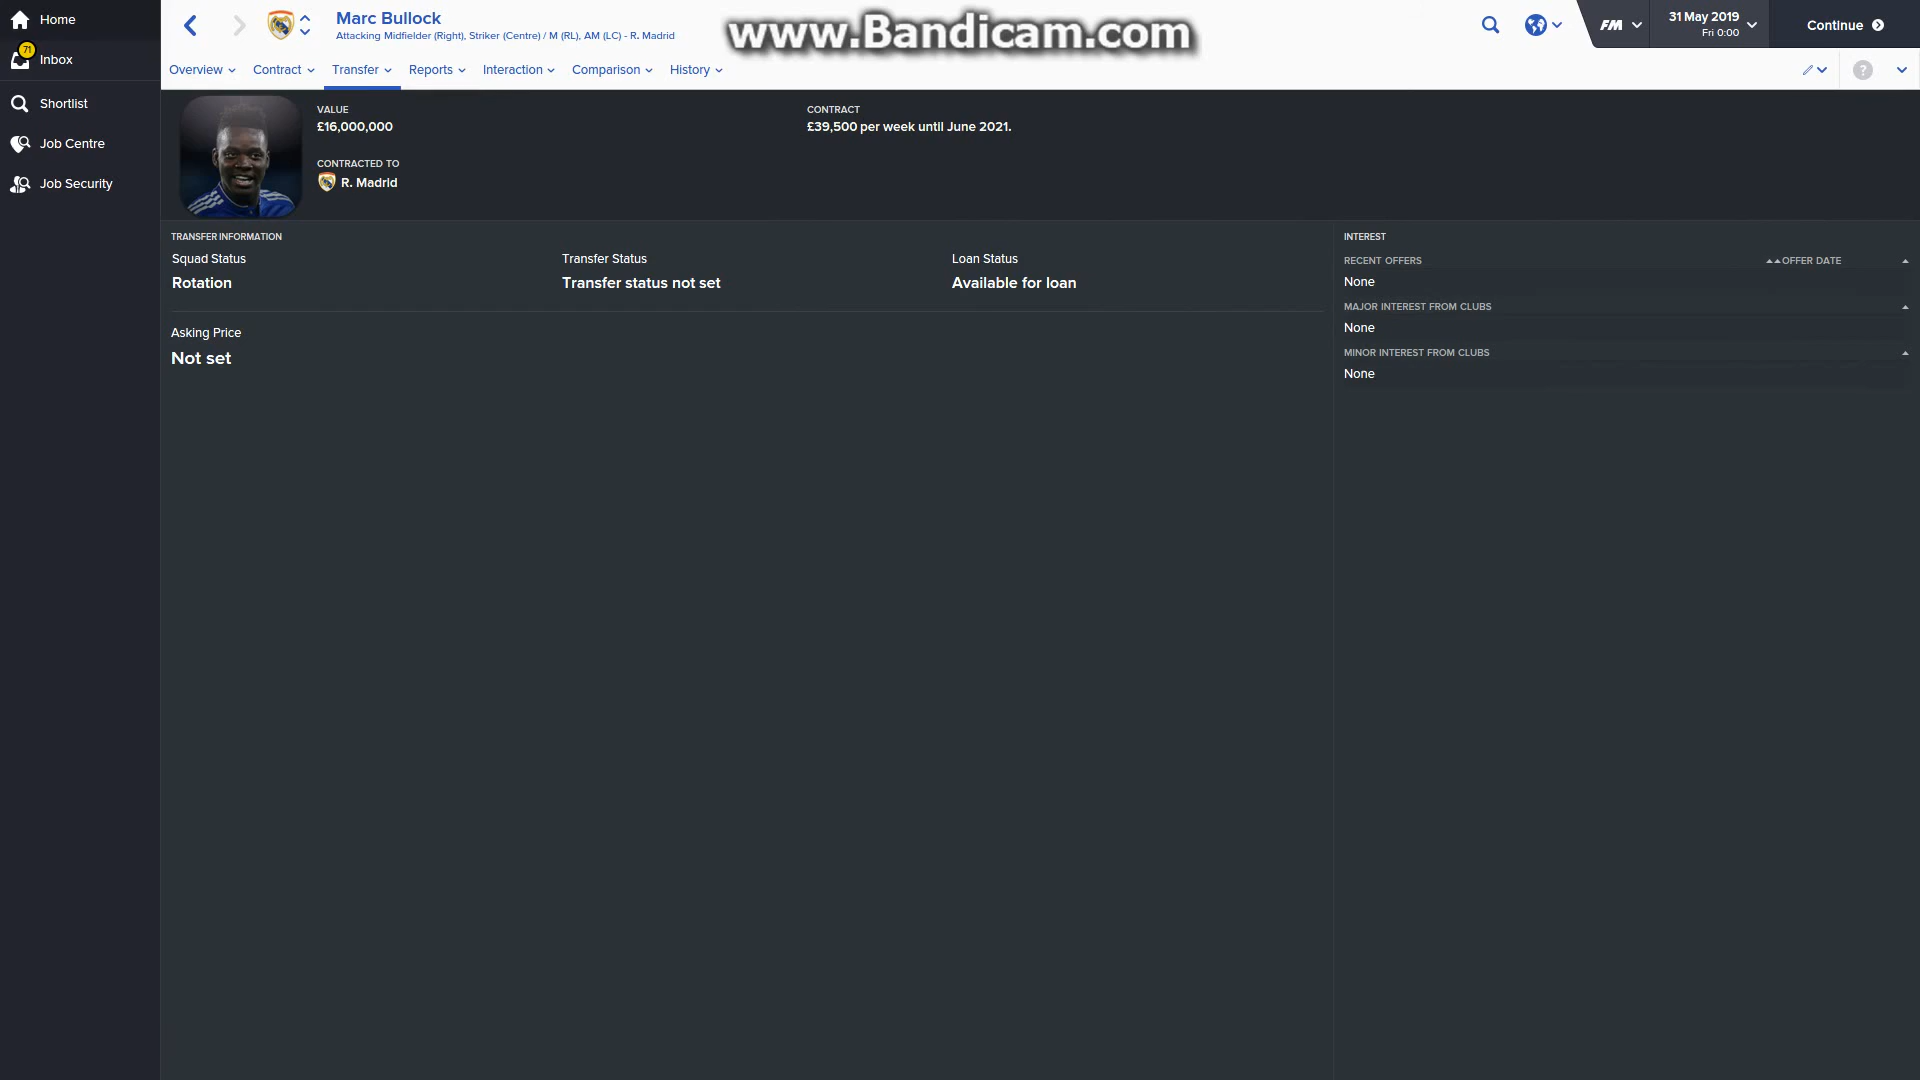 Home
71
Inbox
Shortlist
Job Centre
Job Security
Marc Bullock
Attacking Midfielder (Right), Striker (Centre) / M (RL), AM (LC) - R. Madrid
www.Bandicam.com
FM
31 May 2019
Fri 0:00
Continue
Overview
Contract
Transfer
Reports
Interaction
Comparison
History
?
VALUE
£16,000,000
CONTRACT
£39,500 per week until June 2021.
CONTRACTED TO
R. Madrid
TRANSFER INFORMATION
Squad Status
Transfer Status
Loan Status
Rotation
Transfer status not set
Available for loan
Asking Price
Not set
INTEREST
RECENT OFFERS
OFFER DATE
None
MAJOR INTEREST FROM CLUBS
None
MINOR INTEREST FROM CLUBS
None